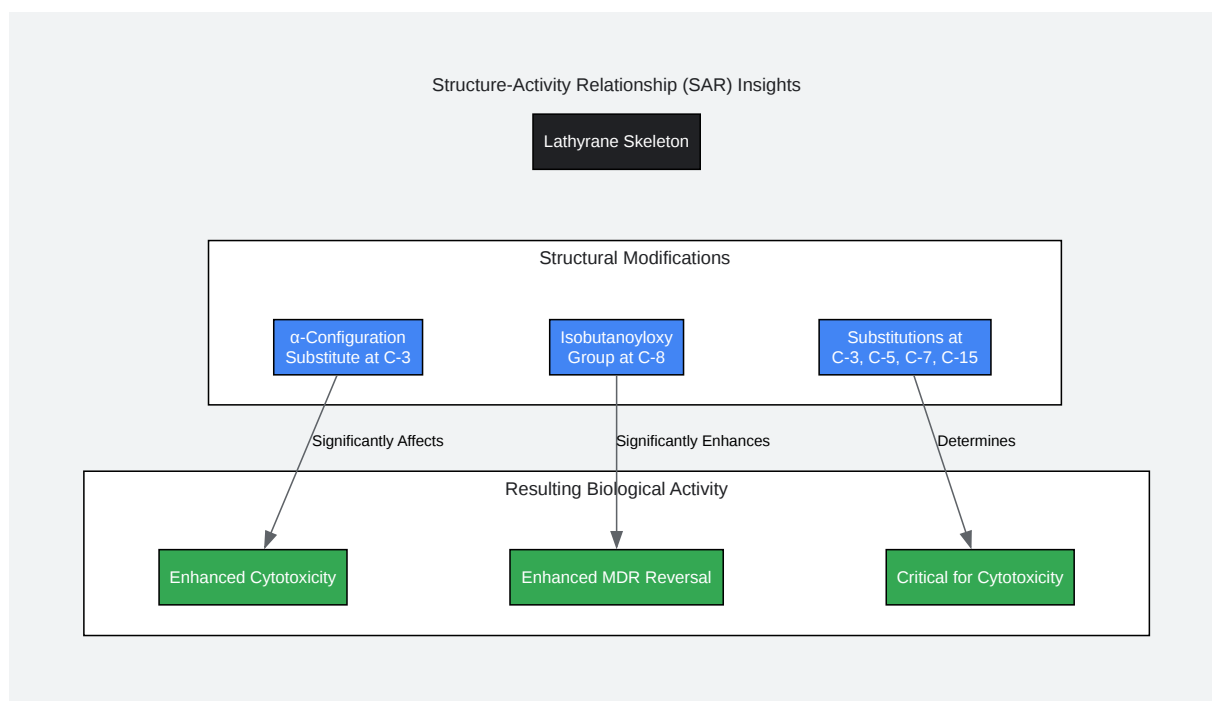 Structure-Activity Relationship (SAR) Insights
Lathyrane Skeleton
Structural Modifications
α-Configuration
Substitute at C-3
Isobutanoyloxy
Group at C-8
Substitutions at
C-3, C-5, C-7, C-15
Significantly Affects
Significantly Enhances
Determines
Resulting Biological Activity
Enhanced Cytotoxicity
Enhanced MDR Reversal
Critical for Cytotoxicity